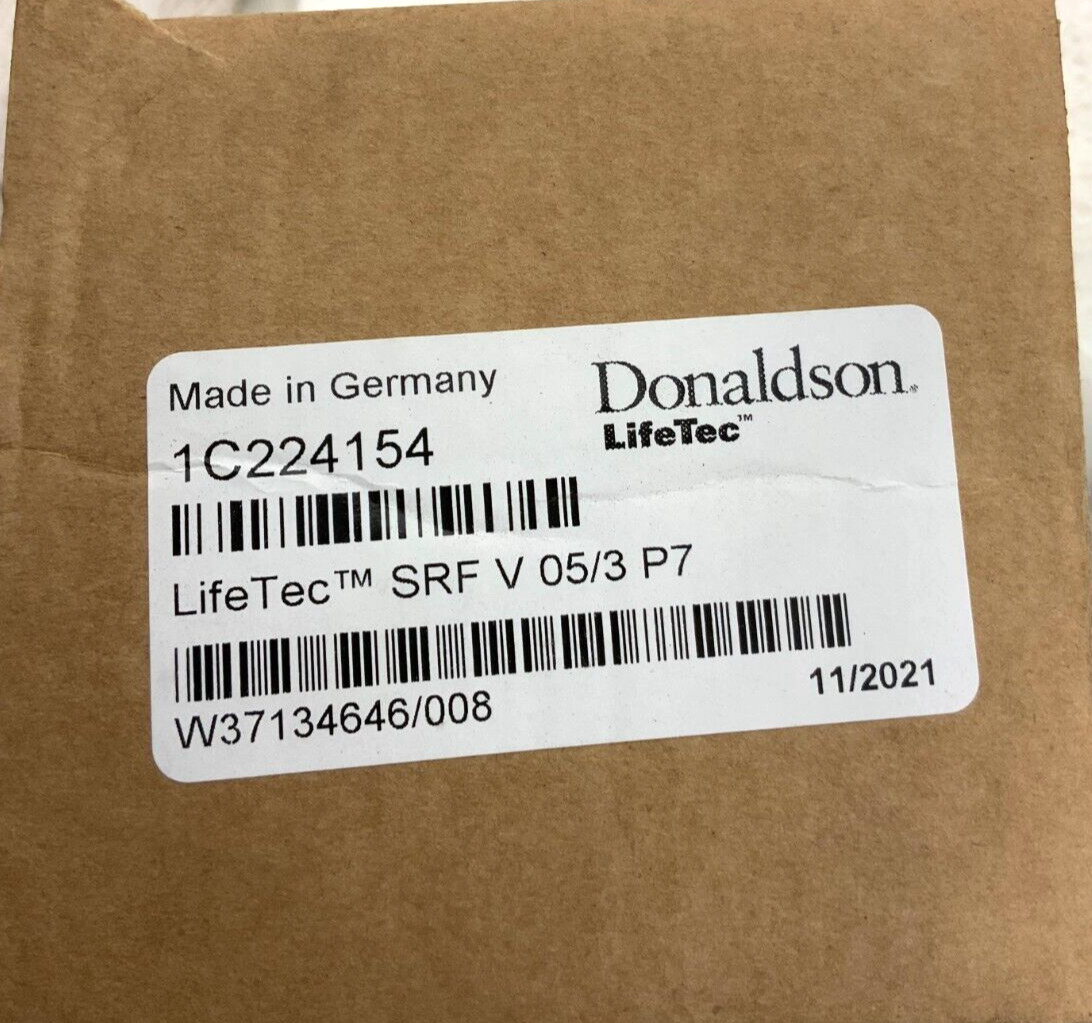 Made in Germany
Donaldson®
LifeTec™
1C224154
LifeTec™ SRF V 05/3 P7
W37134646/008
11/2021